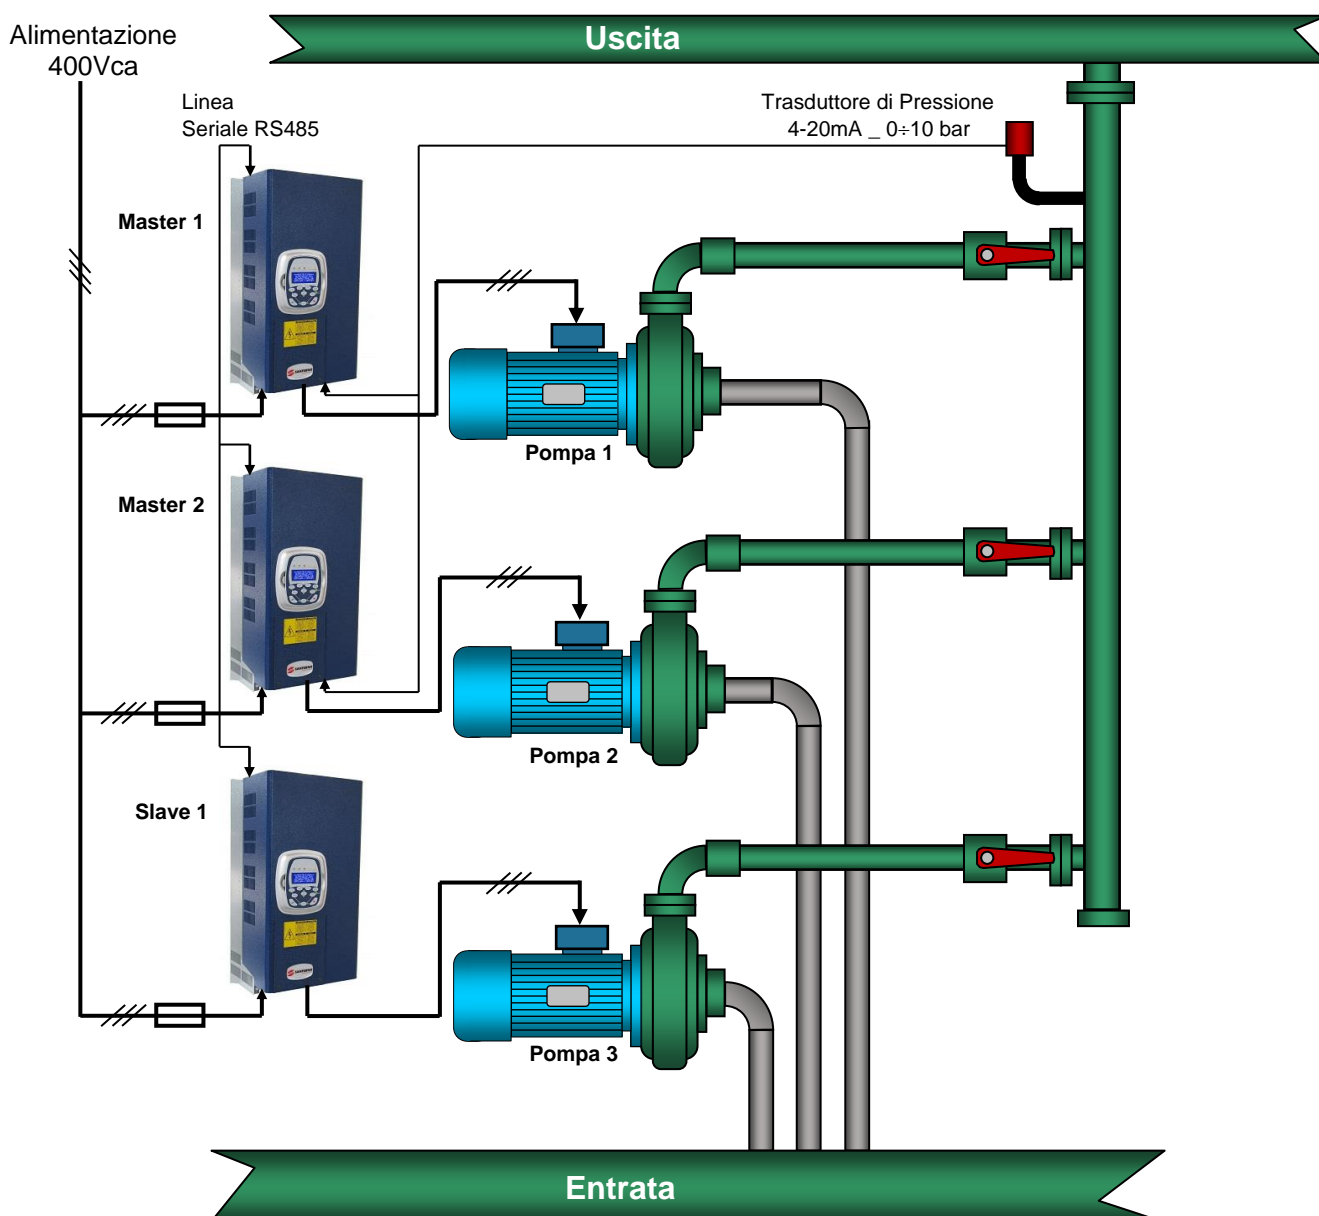 Uscita
Alimentazione
400Vca
Linea
Seriale RS485
Trasduttore di Pressione
4-20mA _ 0÷10 bar
Master 1
Pompa 1
Master 2
Pompa 2
Slave 1
Pompa 3
Entrata